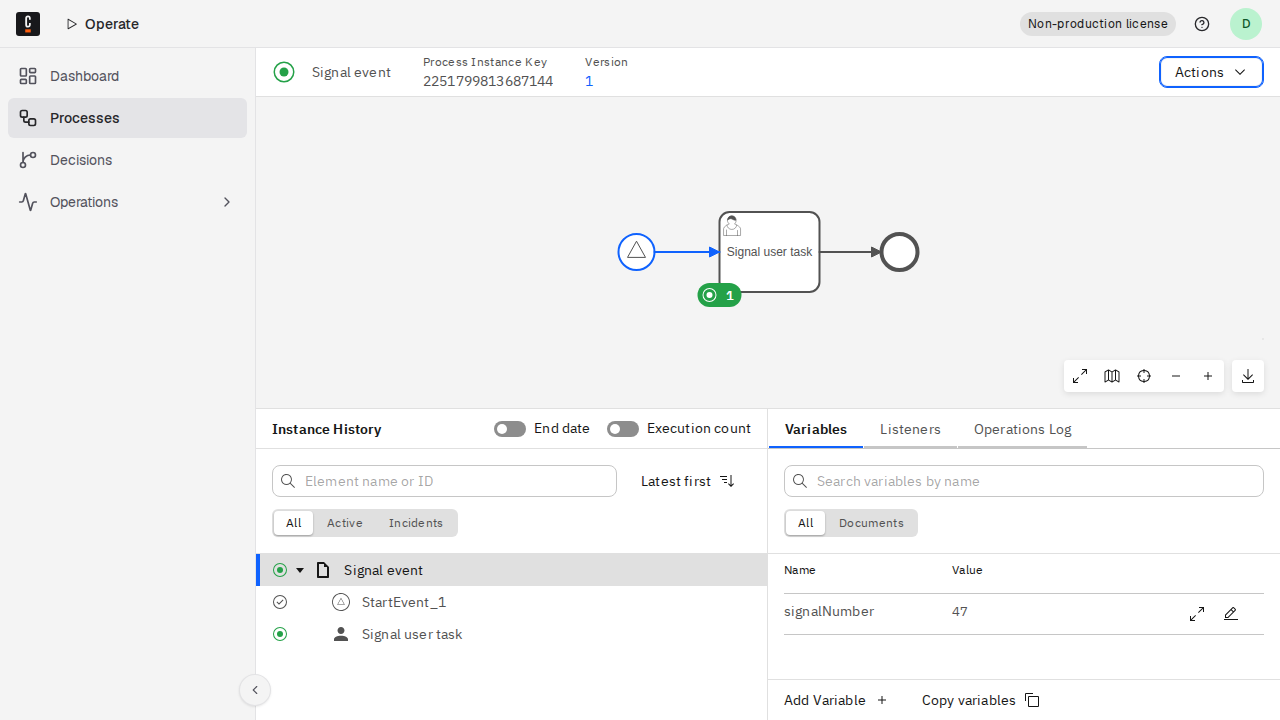 Operate
Non-production license
D
Dashboard
Processes
Decisions
Operations
Signal event
Process Instance Key
2251799813687144
Version
1
Actions
Signal user task
1
Instance History
End date
Execution count
Element name or ID
Latest first
All
Active
Incidents
Signal event
StartEvent_1
Signal user task
Variables
Listeners
Operations Log
Search variables by name
All
Documents
Name
Value
signalNumber
47
Add Variable
Copy variables